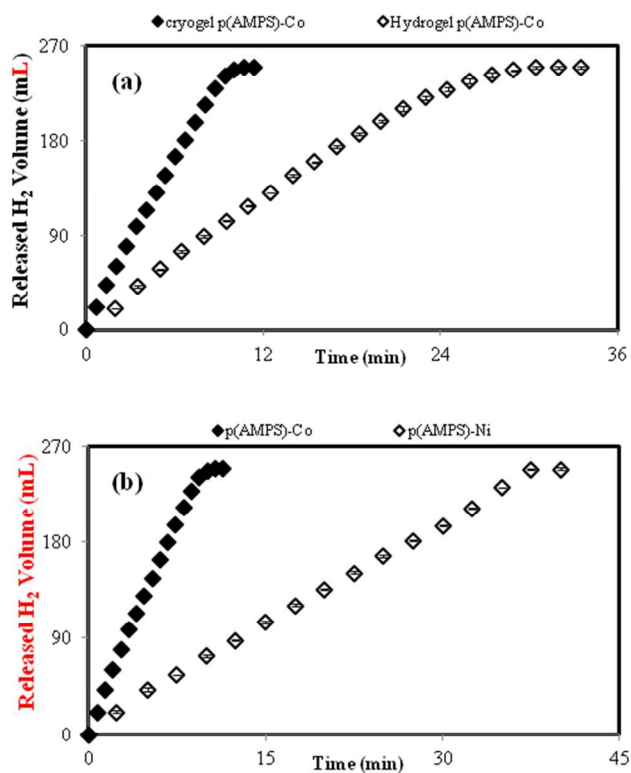 cryogel p(AMPS)-Co Hydrogel p(AMPS)-Co
270
(a)
180
90
0
0 12 24 36
Released H2 Volume (mL)
Time (min)
p(AMPS)-Co p(AMPS)-Ni
270
(b)
180
90
0
0 15 30 45
Released H2 Volume (mL)
Time (min)